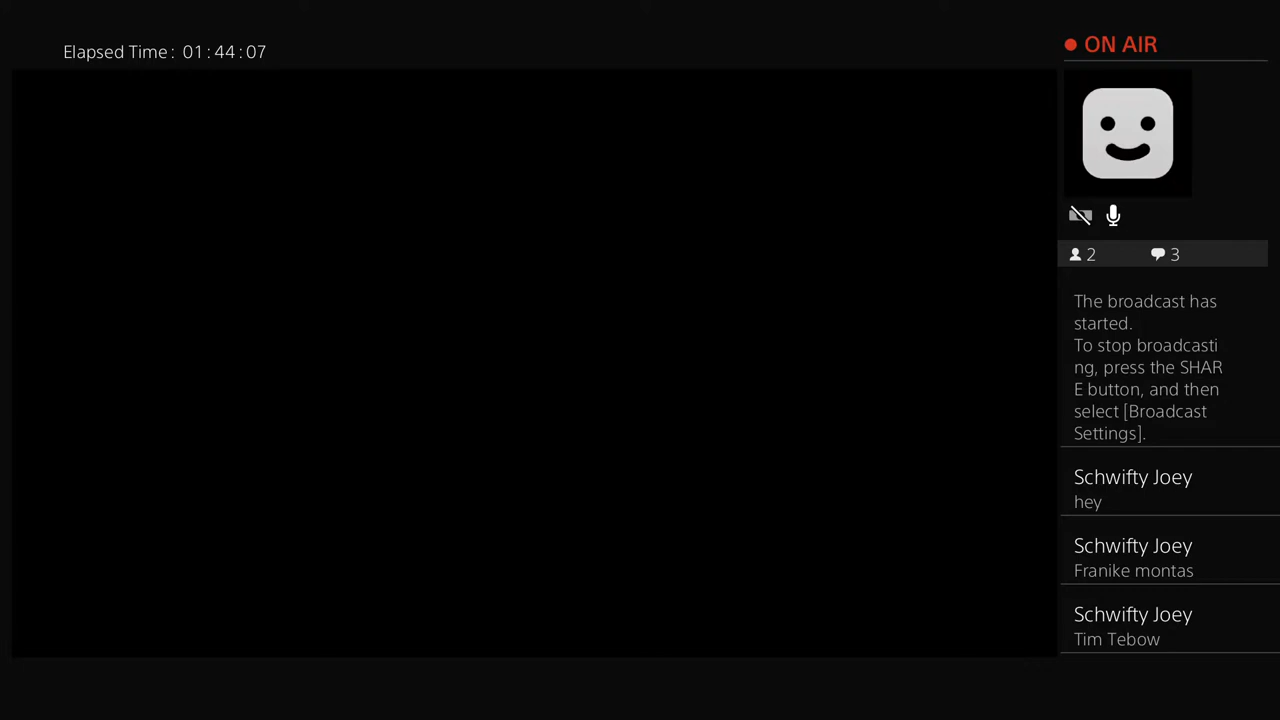 Elapsed Time: 01:44:07
ON AIR
2 3
The broadcast has
started.
To stop broadcasti
ng, press the SHAR
E button, and then
select [Broadcast
Settings].
Schwifty Joey
hey
Schwifty Joey
Franike montas
Schwifty Joey
Tim Tebow